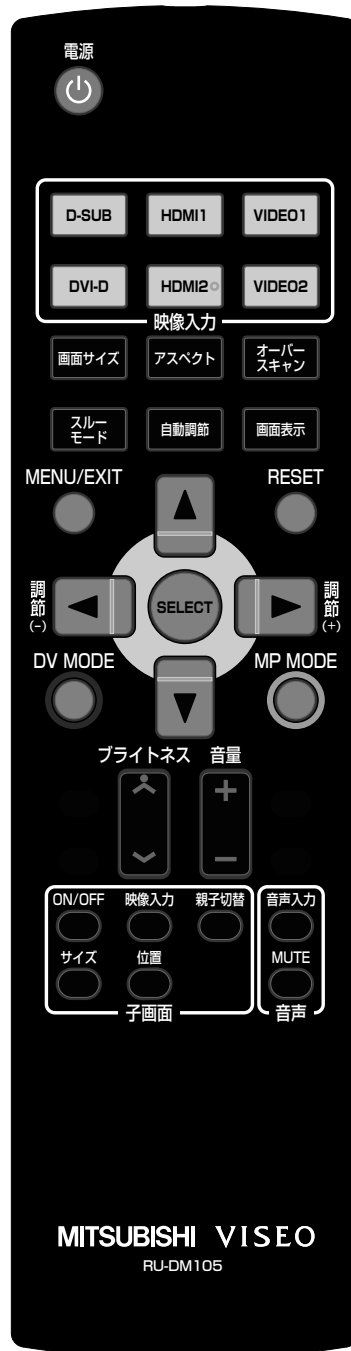 電源
D-SUB HDMI1 VIDEO1
DVI-D HDMI2 VIDEO2
映像入力
画面サイズ アスペクト オーバー
スキャン
スルー
モード 自動調節 画面表示
MENU/EXIT RESET
調節
(-)
SELECT
調節
(+)
DV MODE MP MODE
ブライトネス 音量
+
−
ON/OFF 映像入力 親子切替 音声入力
サイズ 位置 MUTE
子画面 音声
MITSUBISHI VISEO
RU-DM105